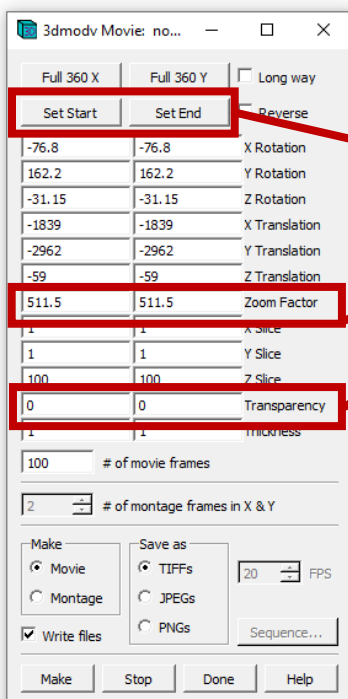 3dmodv Movie: no...
Full 360 X Full 360 Y Long way
Set Start Set End Reverse
-76.8 -76.8 X Rotation
162.2 162.2 Y Rotation
-31.15 -31.15 Z Rotation
-1839 -1839 X Translation
-2962 -2962 Y Translation
-59 -59 Z Translation
511.5 511.5 Zoom Factor
1 1 X Slice
1 1 Y Slice
100 100 Z Slice
0 0 Transparency
1 1 Thickness
100 # of movie frames
2 # of montage frames in X & Y
Make Save as
Movie TIFFs 20 FPS
Montage JPEGs
Write files PNGs Sequence...
Make Stop Done Help